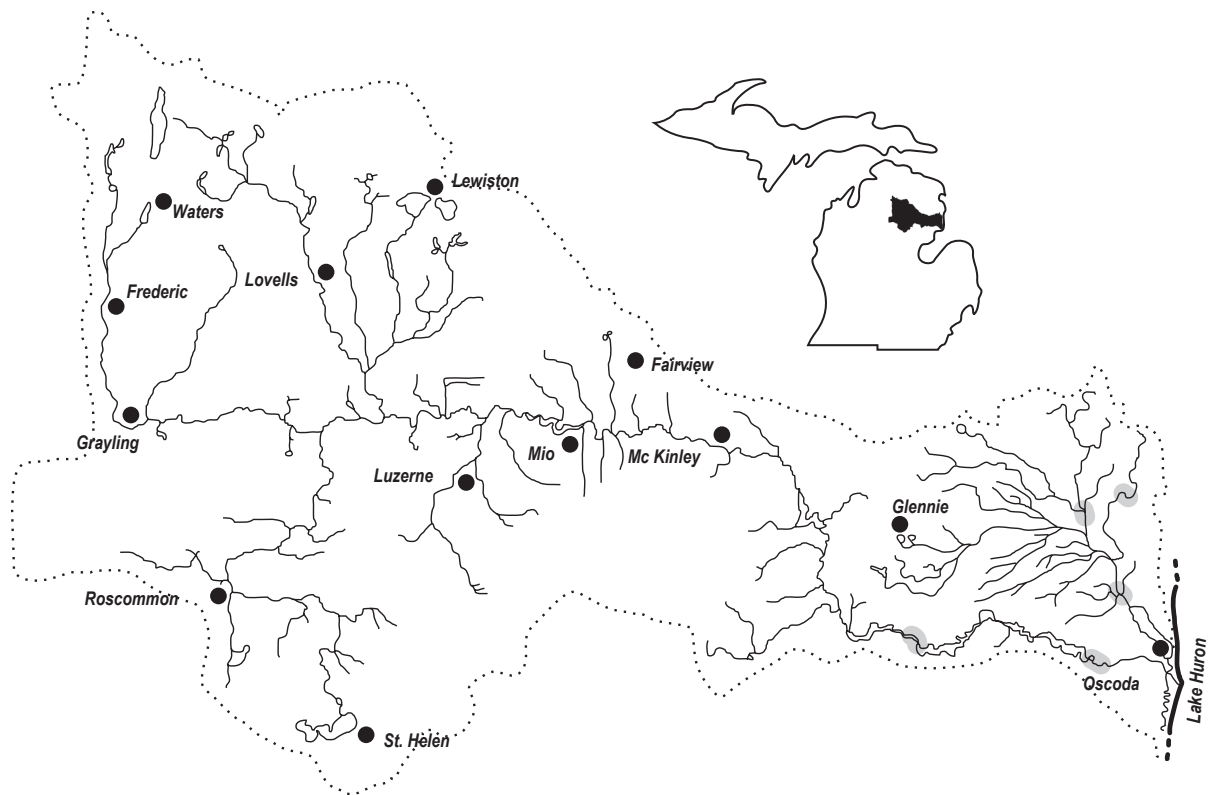 Lewiston
Waters
Lovells
Frederic
Fairview
Grayling
Mio
Mc Kinley
Luzerne
Glennie
Roscommon
Oscoda
Lake Huron
St. Helen